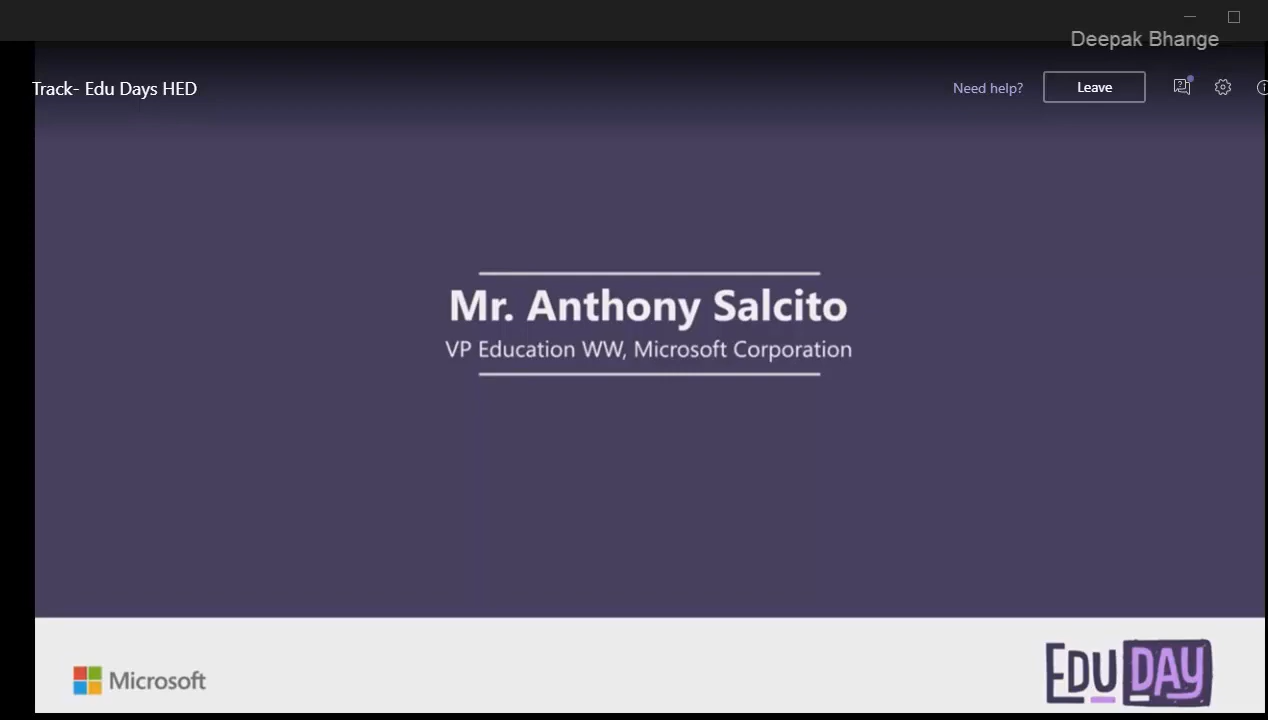 Deepak Bhange
Track- Edu Days HED
Need help?
Leave
Mr. Anthony Salcito
VP Education WW, Microsoft Corporation
Microsoft
EDU DAY